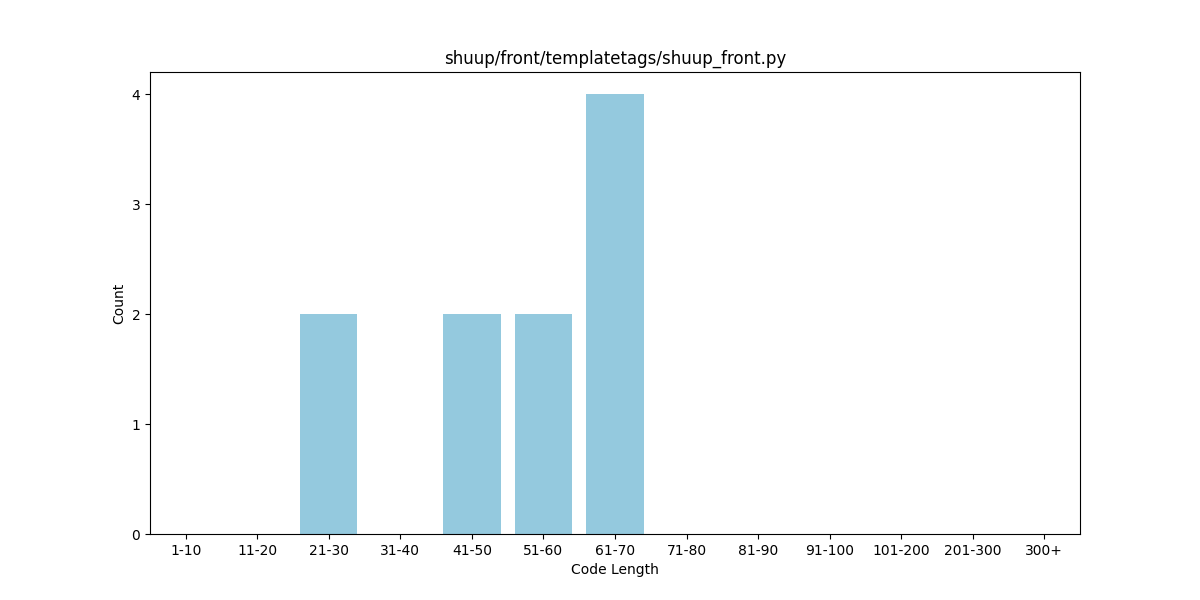 shuup/front/templatetags/shuup_front.py
4
3
2
1
0
Count
1-10 11-20 21-30 31-40 41-50 51-60 61-70 71-80 81-90 91-100 101-200 201-300 300+
Code Length